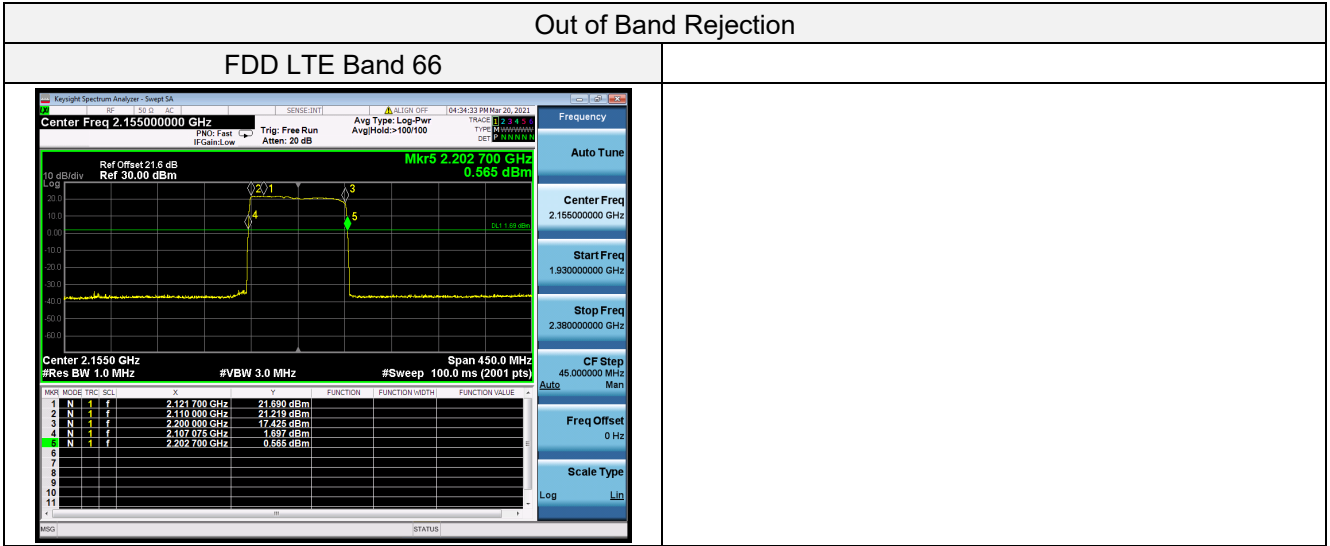 Out of Band Rejection
FDD LTE Band 66
Keysight Spectrum Analyzer - Swept SA
RF 50 Ω AC SENSE:INT ALIGN OFF 04:34:33 PM Mar 20, 2021
Center Freq 2.155000000 GHz
PNO: Fast
IFGain:Low
Trig: Free Run
Atten: 20 dB
Avg Type: Log-Pwr
Avg|Hold:>100/100
TRACE 1 2 3 4 5 6
TYPE M
DET P N N N N N
Mkr5 2.202 700 GHz
0.565 dBm
Ref Offset 21.6 dB
10 dB/div Ref 30.00 dBm
Log
20.0
10.0
0.00
-10.0
-20.0
-30.0
-40.0
-50.0
-60.0
2 1 3
4 5
DL1 1.69 dBm
Center 2.1550 GHz Span 450.0 MHz
#Res BW 1.0 MHz #VBW 3.0 MHz #Sweep 100.0 ms (2001 pts)
MKR MODE TRC SCL X Y FUNCTION FUNCTION WIDTH FUNCTION VALUE
1 N 1 f 2.121 700 GHz 21.690 dBm
2 N 1 f 2.110 000 GHz 21.219 dBm
3 N 1 f 2.200 000 GHz 17.425 dBm
4 N 1 f 2.107 075 GHz 1.697 dBm
5 N 1 f 2.202 700 GHz 0.565 dBm
6
7
8
9
10
11
MSG STATUS
Frequency
Auto Tune
Center Freq
2.155000000 GHz
Start Freq
1.930000000 GHz
Stop Freq
2.380000000 GHz
CF Step
45.000000 MHz
Auto Man
Freq Offset
0 Hz
Scale Type
Log Lin